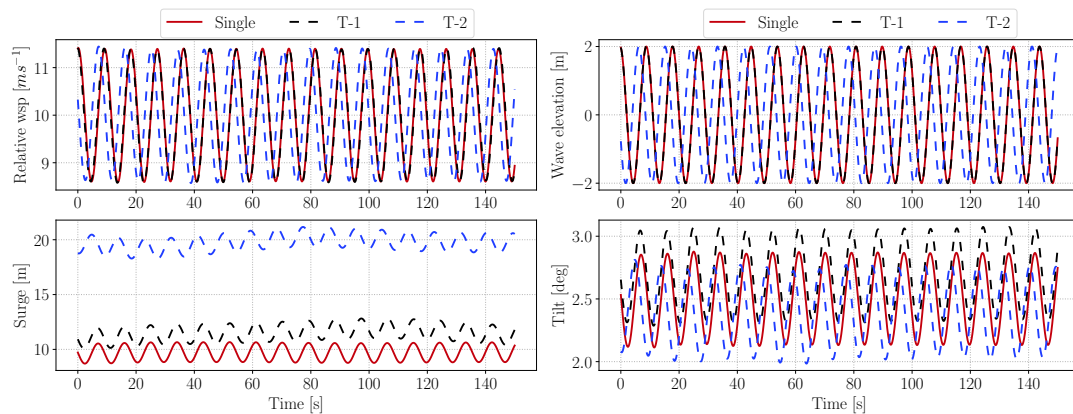 Single T-1 T-2
Relative wsp [ms⁻¹]
11
10
9
0 20 40 60 80 100 120 140
Single T-1 T-2
Wave elevation [m]
2
0
−2
0 20 40 60 80 100 120 140
Surge [m]
20
15
10
0 20 40 60 80 100 120 140
Time [s]
Tilt [deg]
3.0
2.5
2.0
0 20 40 60 80 100 120 140
Time [s]